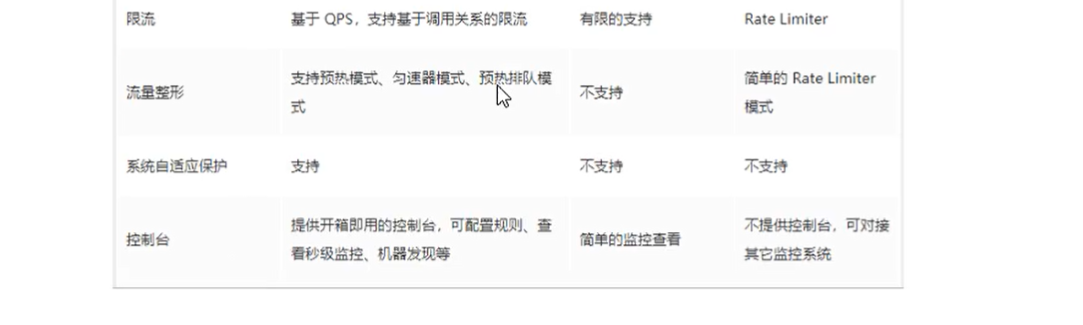 限流 基于 QPS，支持基于调用关系的限流 有限的支持 Rate Limiter
流量整形 支持预热模式、匀速器模式、预热排队模
式 不支持 简单的 Rate Limiter
模式
系统自适应保护 支持 不支持 不支持
控制台 提供开箱即用的控制台，可配置规则、查
看秒级监控、机器发现等 简单的监控查看 不提供控制台，可对接
其它监控系统